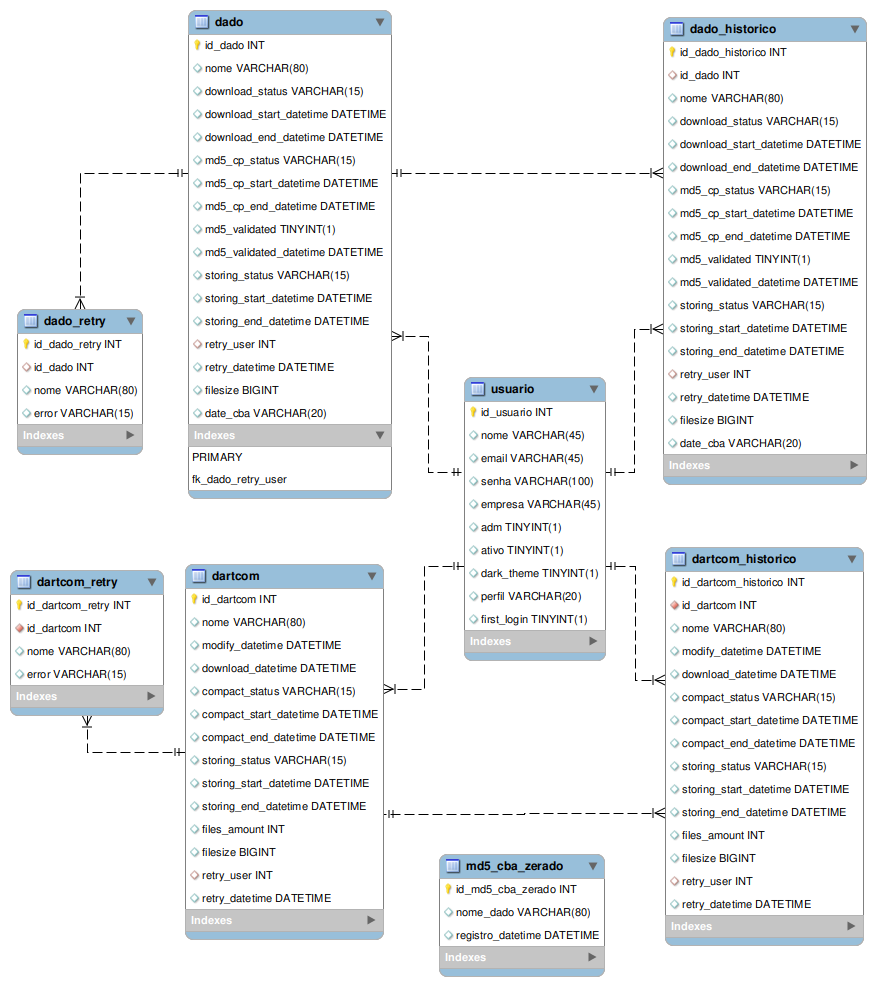 dado
id_dado INT
nome VARCHAR(80)
download_status VARCHAR(15)
download_start_datetime DATETIME
download_end_datetime DATETIME
md5_cp_status VARCHAR(15)
md5_cp_start_datetime DATETIME
md5_cp_end_datetime DATETIME
md5_validated TINYINT(1)
md5_validated_datetime DATETIME
storing_status VARCHAR(15)
storing_start_datetime DATETIME
storing_end_datetime DATETIME
retry_user INT
retry_datetime DATETIME
filesize BIGINT
date_cba VARCHAR(20)
Indexes
PRIMARY
fk_dado_retry_user
dado_historico
id_dado_historico INT
id_dado INT
nome VARCHAR(80)
download_status VARCHAR(15)
download_start_datetime DATETIME
download_end_datetime DATETIME
md5_cp_status VARCHAR(15)
md5_cp_start_datetime DATETIME
md5_cp_end_datetime DATETIME
md5_validated TINYINT(1)
md5_validated_datetime DATETIME
storing_status VARCHAR(15)
storing_start_datetime DATETIME
storing_end_datetime DATETIME
retry_user INT
retry_datetime DATETIME
filesize BIGINT
date_cba VARCHAR(20)
Indexes
dado_retry
id_dado_retry INT
id_dado INT
nome VARCHAR(80)
error VARCHAR(15)
Indexes
usuario
id_usuario INT
nome VARCHAR(45)
email VARCHAR(45)
senha VARCHAR(100)
empresa VARCHAR(45)
adm TINYINT(1)
ativo TINYINT(1)
dark_theme TINYINT(1)
perfil VARCHAR(20)
first_login TINYINT(1)
Indexes
dartcom_retry
id_dartcom_retry INT
id_dartcom INT
nome VARCHAR(80)
error VARCHAR(15)
Indexes
dartcom
id_dartcom INT
nome VARCHAR(80)
modify_datetime DATETIME
download_datetime DATETIME
compact_status VARCHAR(15)
compact_start_datetime DATETIME
compact_end_datetime DATETIME
storing_status VARCHAR(15)
storing_start_datetime DATETIME
storing_end_datetime DATETIME
files_amount INT
filesize BIGINT
retry_user INT
retry_datetime DATETIME
Indexes
dartcom_historico
id_dartcom_historico INT
id_dartcom INT
nome VARCHAR(80)
modify_datetime DATETIME
download_datetime DATETIME
compact_status VARCHAR(15)
compact_start_datetime DATETIME
compact_end_datetime DATETIME
storing_status VARCHAR(15)
storing_start_datetime DATETIME
storing_end_datetime DATETIME
files_amount INT
filesize BIGINT
retry_user INT
retry_datetime DATETIME
Indexes
md5_cba_zerado
id_md5_cba_zerado INT
nome_dado VARCHAR(80)
registro_datetime DATETIME
Indexes